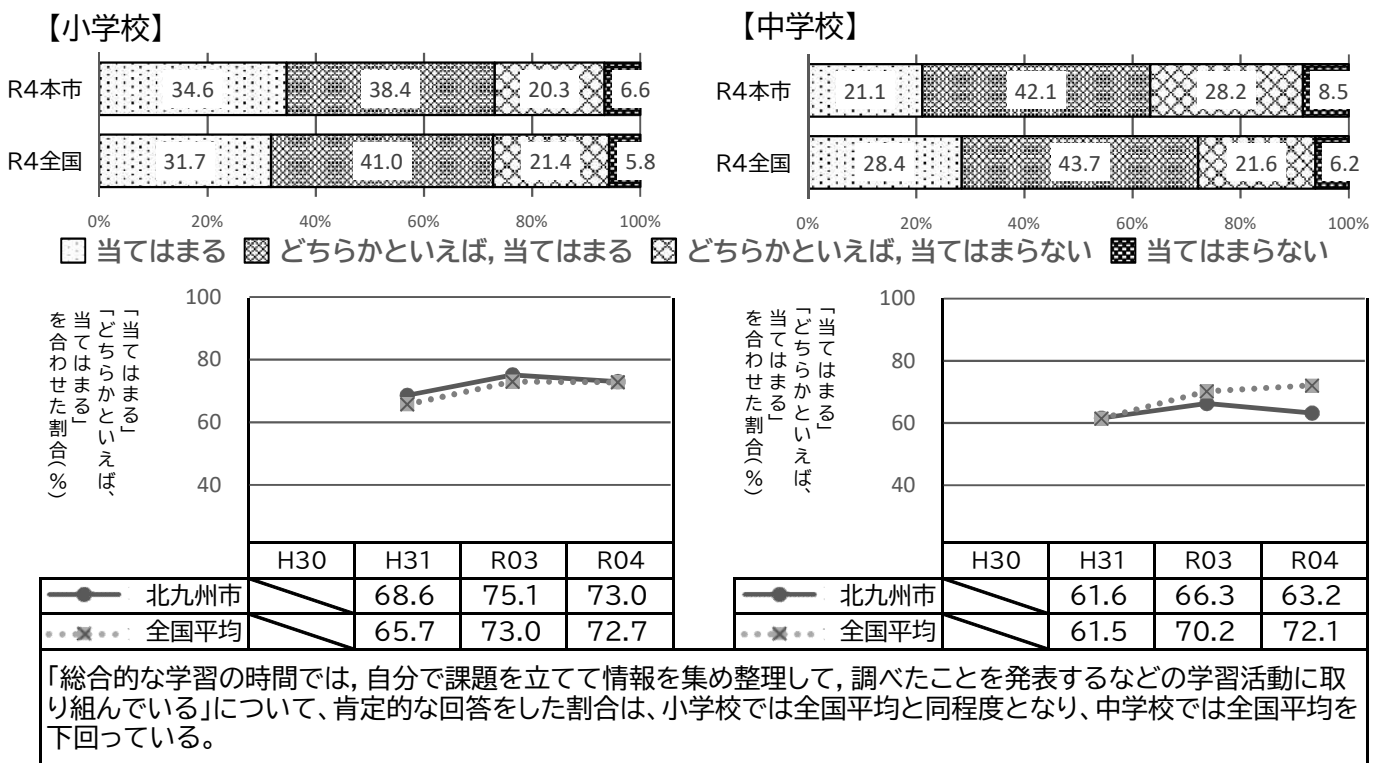 【小学校】
R4本市 34.6 38.4 20.3 6.6
R4全国 31.7 41.0 21.4 5.8
0% 20% 40% 60% 80% 100%
【中学校】
R4本市 21.1 42.1 28.2 8.5
R4全国 28.4 43.7 21.6 6.2
0% 20% 40% 60% 80% 100%
当てはまる どちらかといえば，当てはまる どちらかといえば，当てはまらない 当てはまらない
「当てはまる」
「どちらかといえば、
当てはまる」
を合わせた割合(%)
100
80
60
40
H30 H31 R03 R04
北九州市 68.6 75.1 73.0
全国平均 65.7 73.0 72.7
「当てはまる」
「どちらかといえば、
当てはまる」
を合わせた割合(%)
100
80
60
40
H30 H31 R03 R04
北九州市 61.6 66.3 63.2
全国平均 61.5 70.2 72.1
「総合的な学習の時間では，自分で課題を立てて情報を集め整理して，調べたことを発表するなどの学習活動に取
り組んでいる」について、肯定的な回答をした割合は、小学校では全国平均と同程度となり、中学校では全国平均を
下回っている。